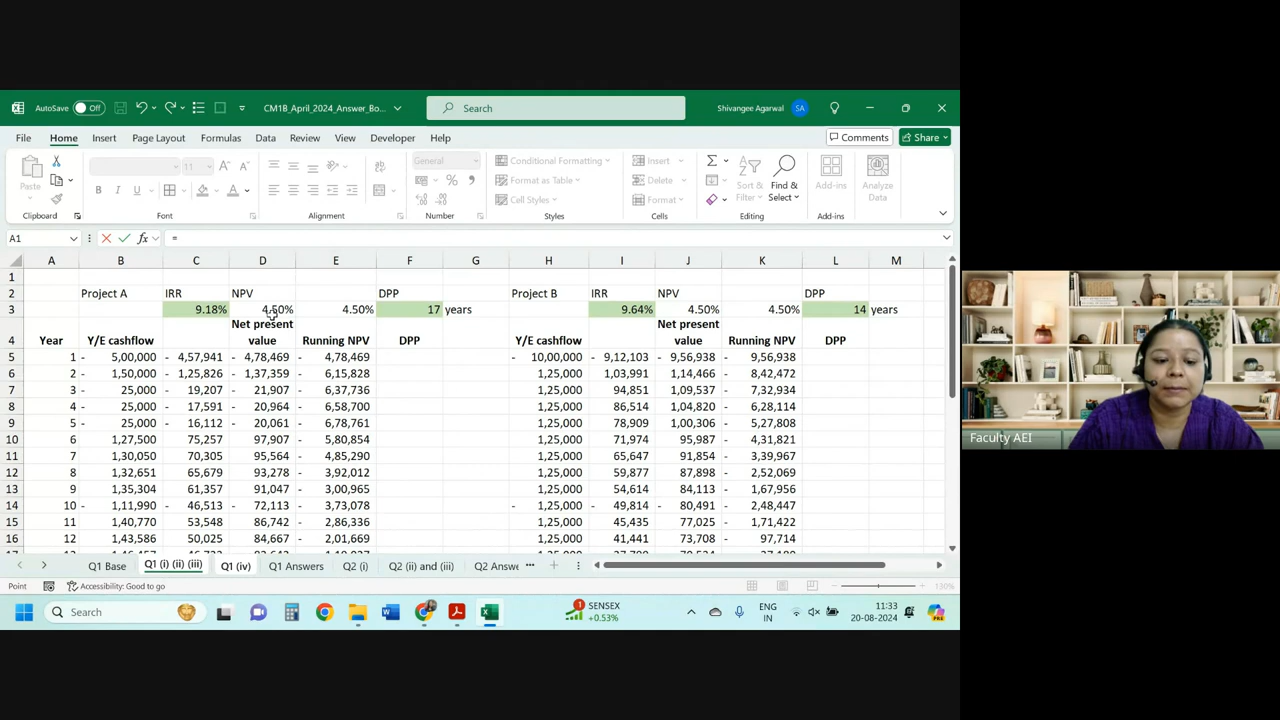 AutoSave Off CM1B_April_2024_Answer_Bo... Search Shivangee Agarwal SA
File Home Insert Page Layout Formulas Data Review View Developer Help Comments Share
Paste 11 General Conditional Formatting Insert Format as Table Delete Cell Styles Format Sort & Filter Find & Select Add-ins Analyze Data
Clipboard Font Alignment Number Styles Cells Editing Add-ins
A1 fx =
A B C D E F G H I J K L M
1
2 Project A IRR NPV DPP Project B IRR NPV DPP
3 9.18% 4.50% 4.50% 17 years 9.64% 4.50% 4.50% 14 years
4 Year Y/E cashflow Net present value Running NPV DPP Y/E cashflow Net present value Running NPV DPP
5 1 - 5,00,000 - 4,57,941 - 4,78,469 - 4,78,469 - 10,00,000 - 9,12,103 - 9,56,938 - 9,56,938
6 2 - 1,50,000 - 1,25,826 - 1,37,359 - 6,15,828 1,25,000 1,03,991 1,14,466 - 8,42,472
7 3 - 25,000 - 19,207 - 21,907 - 6,37,736 1,25,000 94,851 1,09,537 - 7,32,934
8 4 - 25,000 - 17,591 - 20,964 - 6,58,700 1,25,000 86,514 1,04,820 - 6,28,114
9 5 - 25,000 - 16,112 - 20,061 - 6,78,761 1,25,000 78,909 1,00,306 - 5,27,808
10 6 1,27,500 75,257 97,907 - 5,80,854 1,25,000 71,974 95,987 - 4,31,821
11 7 1,30,050 70,305 95,564 - 4,85,290 1,25,000 65,647 91,854 - 3,39,967
12 8 1,32,651 65,679 93,278 - 3,92,012 1,25,000 59,877 87,898 - 2,52,069
13 9 1,35,304 61,357 91,047 - 3,00,965 1,25,000 54,614 84,113 - 1,67,956
14 10 - 1,11,990 - 46,513 - 72,113 - 3,73,078 - 1,25,000 - 49,814 - 80,491 - 2,48,447
15 11 1,40,770 53,548 86,742 - 2,86,336 1,25,000 45,435 77,025 - 1,71,422
16 12 1,43,586 50,025 84,667 - 2,01,669 1,25,000 41,441 73,708 - 97,714
Q1 Base Q1 (i) (ii) (iii) Q1 (iv) Q1 Answers Q2 (i) Q2 (ii) and (iii) Q2 Answe ...
Point Accessibility: Good to go 130%
Search SENSEX +0.53% ENG IN 11:33 20-08-2024
Faculty AEI